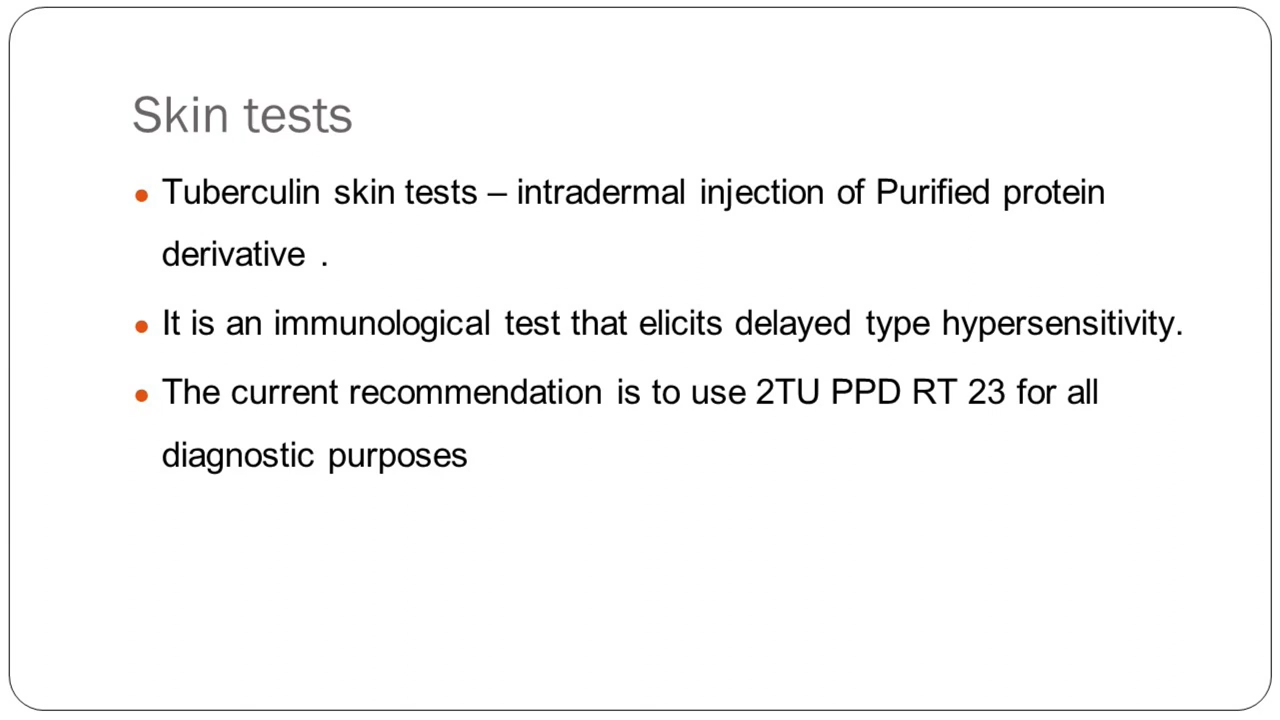 Skin tests
• Tuberculin skin tests – intradermal injection of Purified protein
derivative .
• It is an immunological test that elicits delayed type hypersensitivity.
• The current recommendation is to use 2TU PPD RT 23 for all
diagnostic purposes